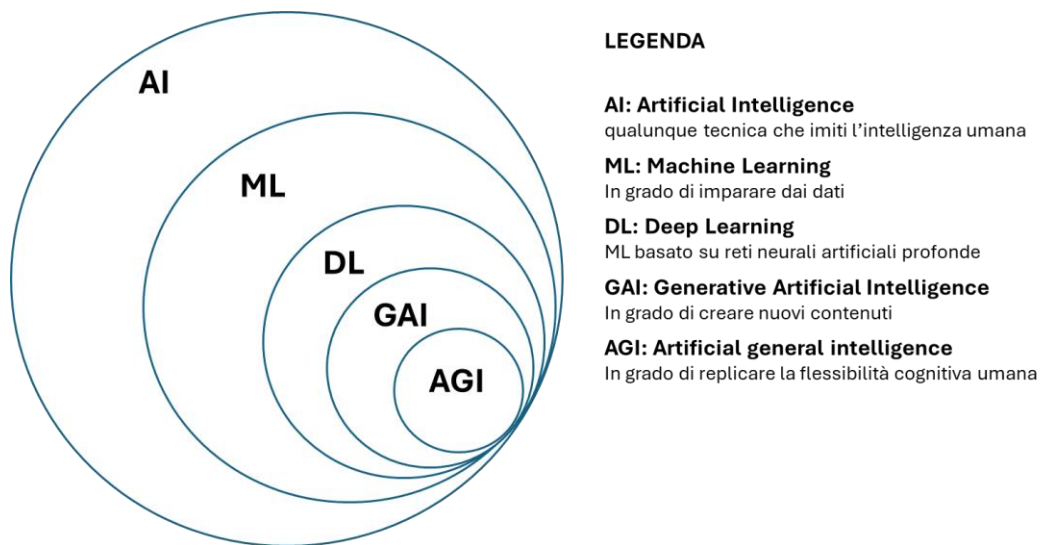 AI
ML
DL
GAI
AGI
LEGENDA
AI: Artificial Intelligence
qualunque tecnica che imiti l’intelligenza umana
ML: Machine Learning
In grado di imparare dai dati
DL: Deep Learning
ML basato su reti neurali artificiali profonde
GAI: Generative Artificial Intelligence
In grado di creare nuovi contenuti
AGI: Artificial general intelligence
In grado di replicare la flessibilità cognitiva umana